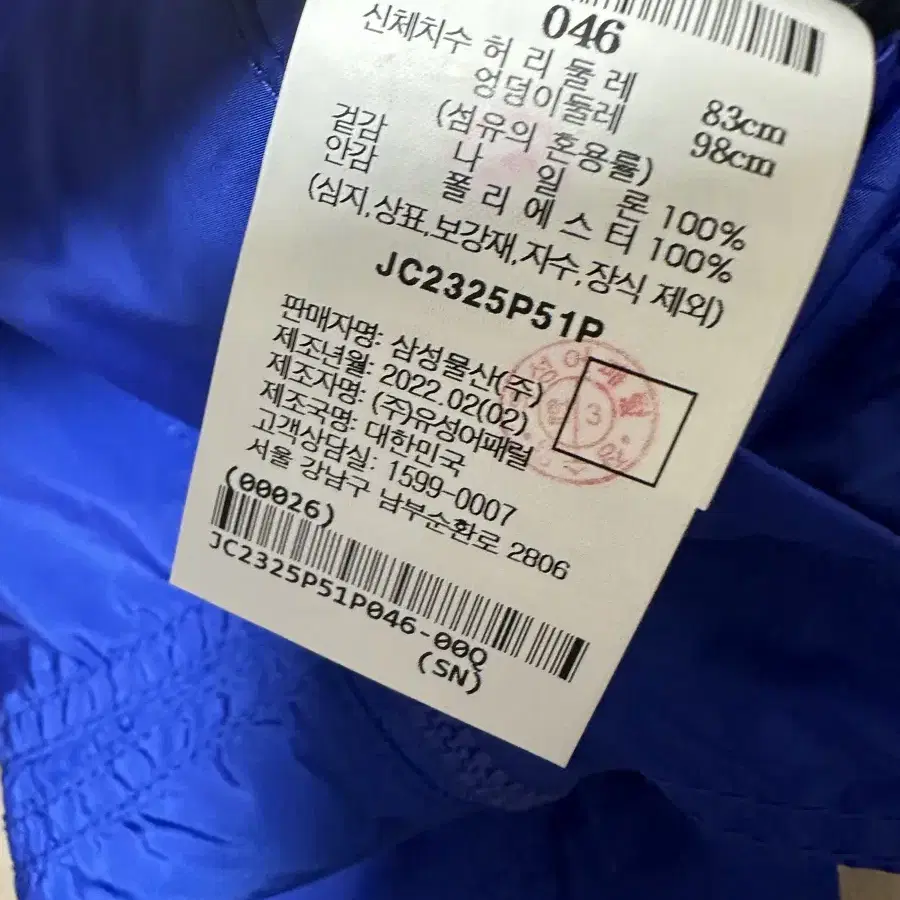 046
신체치수 허 리 둘 레 83cm
엉덩이둘레 98cm
(섬유의 혼용률)
겉감 나 일 론 100%
안감 폴 리 에 스 터 100%
(심지,상표,보강재,자수,장식 제외)
JC2325P51P
판매자명: 삼성물산(주)
제조년월: 2022.02(02)
제조자명: (주)유성어패럴
제조국명: 대한민국
고객상담실: 1599-0007
서울 강남구 남부순환로 2806
(00026)
JC2325P51P046-00Q
(SN)